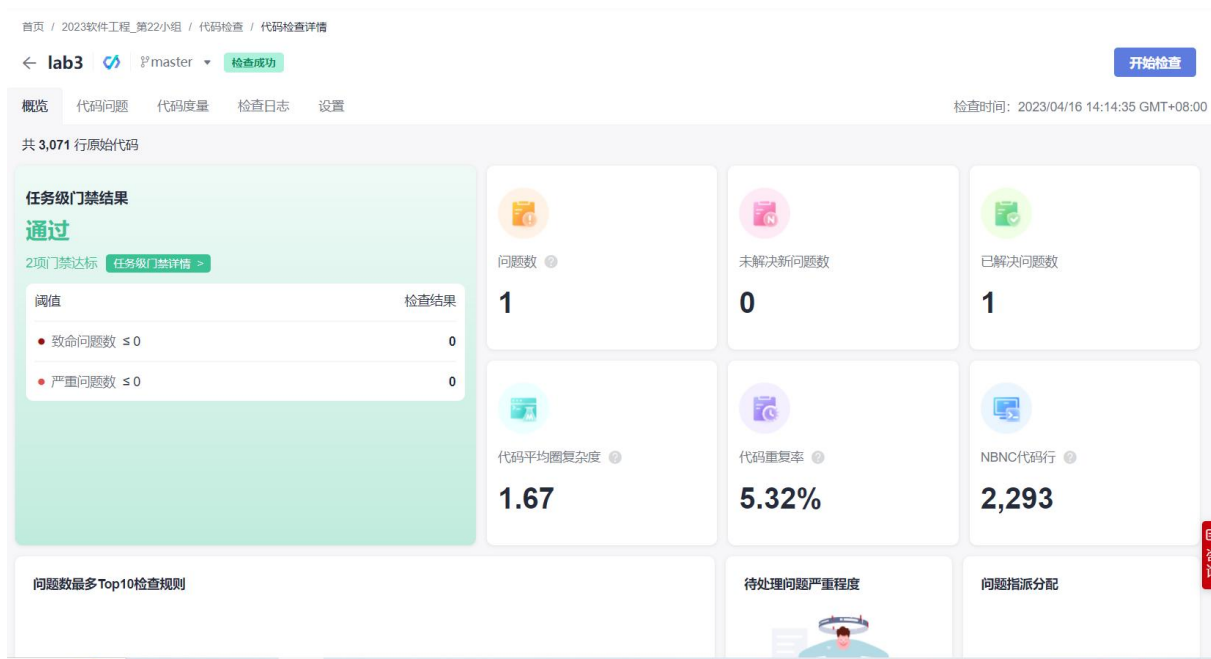 首页 / 2023软件工程_第22小组 / 代码检查 / 代码检查详情
← lab3 master 检查成功 开始检查
概览 代码问题 代码度量 检查日志 设置 检查时间：2023/04/16 14:14:35 GMT+08:00
共 3,071 行原始代码
任务级门禁结果
通过
2项门禁达标 任务级门禁详情 >
阈值 检查结果
致命问题数 ≤ 0 0
严重问题数 ≤ 0 0
问题数 未解决新问题数 已解决问题数
1 0 1
代码平均圈复杂度 代码重复率 NBNC代码行
1.67 5.32% 2,293
问题数最多Top10检查规则 待处理问题严重程度 问题指派分配